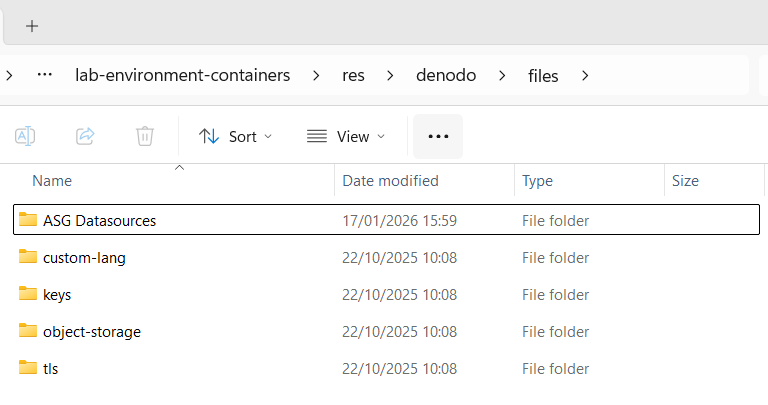 lab-environment-containers > res > denodo > files >
Sort View
Name Date modified Type Size
ASG Datasources 17/01/2026 15:59 File folder
custom-lang 22/10/2025 10:08 File folder
keys 22/10/2025 10:08 File folder
object-storage 22/10/2025 10:08 File folder
tls 22/10/2025 10:08 File folder